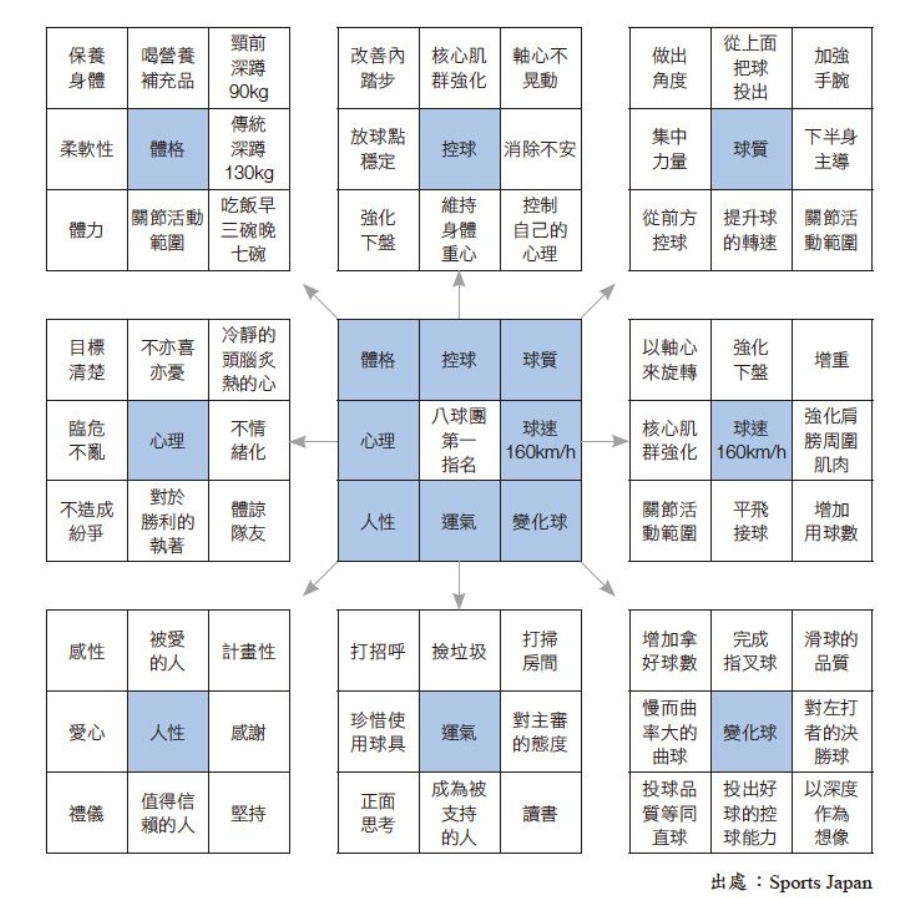 保養
身體
喝營養
補充品
頸前
深蹲
90kg
柔軟性
體格
傳統
深蹲
130kg
體力
關節活動
範圍
吃飯早
三碗晚
七碗
改善內
踏步
核心肌
群強化
軸心不
晃動
放球點
穩定
控球
消除不安
強化
下盤
維持
身體
重心
控制
自己的
心理
做出
角度
從上面
把球
投出
加強
手腕
集中
力量
球質
下半身
主導
從前方
控球
提升球
的轉速
關節活
動範圍
目標
清楚
不亦喜
亦憂
冷靜的
頭腦炙
熱的心
臨危
不亂
心理
不情
緒化
不造成
紛爭
對於
勝利的
執著
體諒
隊友
體格
控球
球質
心理
八球團
第一
指名
球速
160km/h
人性
運氣
變化球
以軸心
來旋轉
強化
下盤
增重
核心肌
群強化
球速
160km/h
強化肩
膀周圍
肌肉
關節活
動範圍
平飛
接球
增加
用球數
感性
被愛
的人
計畫性
愛心
人性
感謝
禮儀
值得信
賴的人
堅持
打招呼
撿垃圾
打掃
房間
珍惜使
用球具
運氣
對主審
的態度
正面
思考
成為被
支持
的人
讀書
增加拿
好球數
完成
指叉球
滑球的
品質
慢而曲
率大的
曲球
變化球
對左打
者的決
勝球
投球品
質等同
直球
投出好
球的控
球能力
以深度
作為
想像
出處：Sports Japan